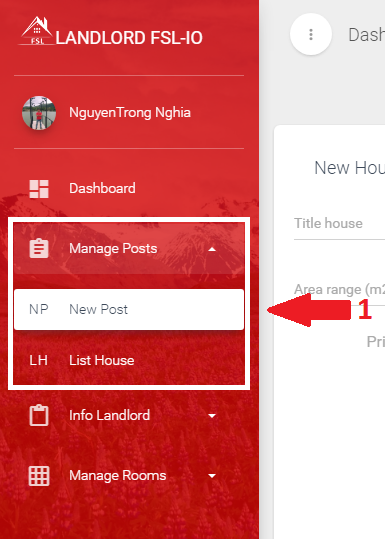 FSL
LANDLORD FSL-IO
Dash
NguyenTrong Nghia
New Hou
Dashboard
Title house
Manage Posts
Area range (m2
NP New Post
1
Pri
LH List House
Info Landlord
Manage Rooms